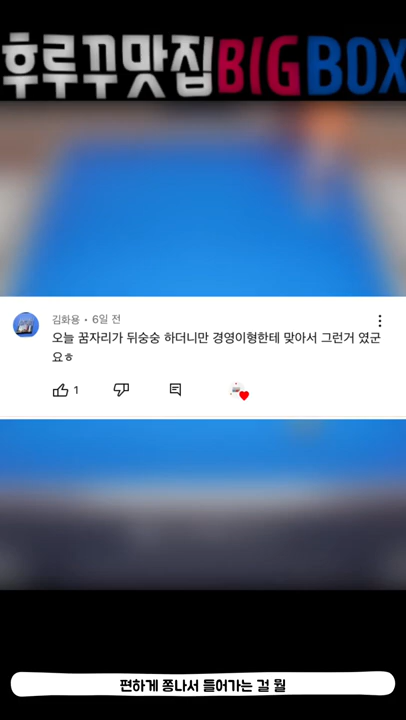 후루꾸맛집BIGBOX
김화용 • 6일 전
오늘 꿈자리가 뒤숭숭 하더니만 경영이형한테 맞아서 그런거 였군
요ㅎ
1
편하게 쫑나서 들어가는 걸 뭘